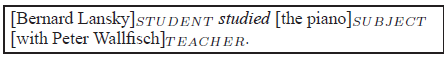 [Bernard Lansky]STUDENT studied [the piano]SUBJECT
[with Peter Wallfisch]TEACHER.